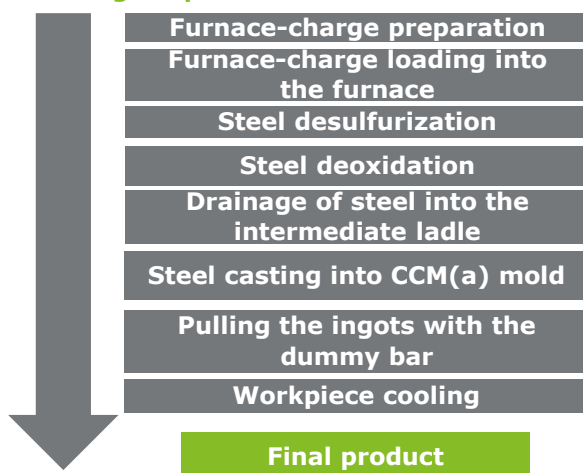 Furnace-charge preparation
Furnace-charge loading into
the furnace
Steel desulfurization
Steel deoxidation
Drainage of steel into the
intermediate ladle
Steel casting into CCM(a) mold
Pulling the ingots with the
dummy bar
Workpiece cooling
Final product